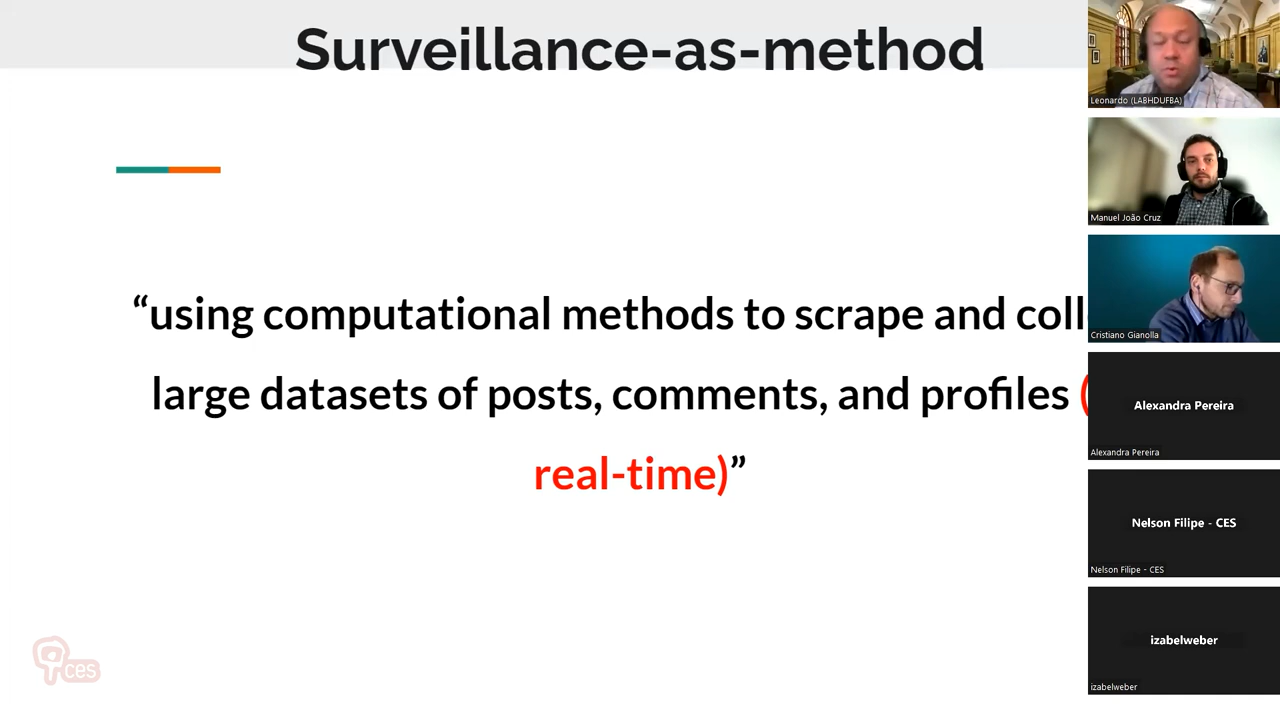 Surveillance-as-method
“using computational methods to scrape and
large datasets of posts, comments, and profiles (
real-time)”
ces
Leonardo (LABHDUFBA)
Manuel João Cruz
Cristiano Gianolla
Alexandra Pereira
Alexandra Pereira
Nelson Filipe - CES
Nelson Filipe - CES
izabelweber
izabelweber